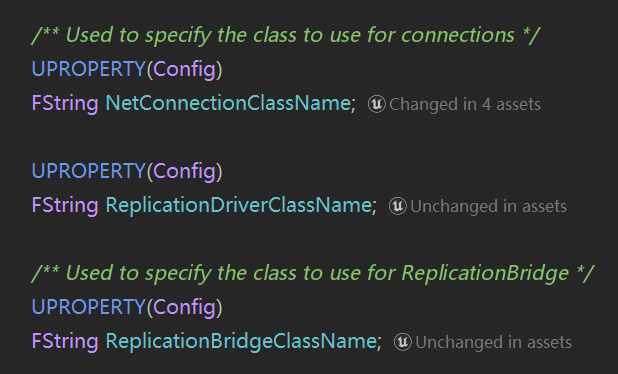 /** Used to specify the class to use for connections */
UPROPERTY(Config)
FString NetConnectionClassName; Changed in 4 assets
UPROPERTY(Config)
FString ReplicationDriverClassName; Unchanged in assets
/** Used to specify the class to use for ReplicationBridge */
UPROPERTY(Config)
FString ReplicationBridgeClassName; Unchanged in assets